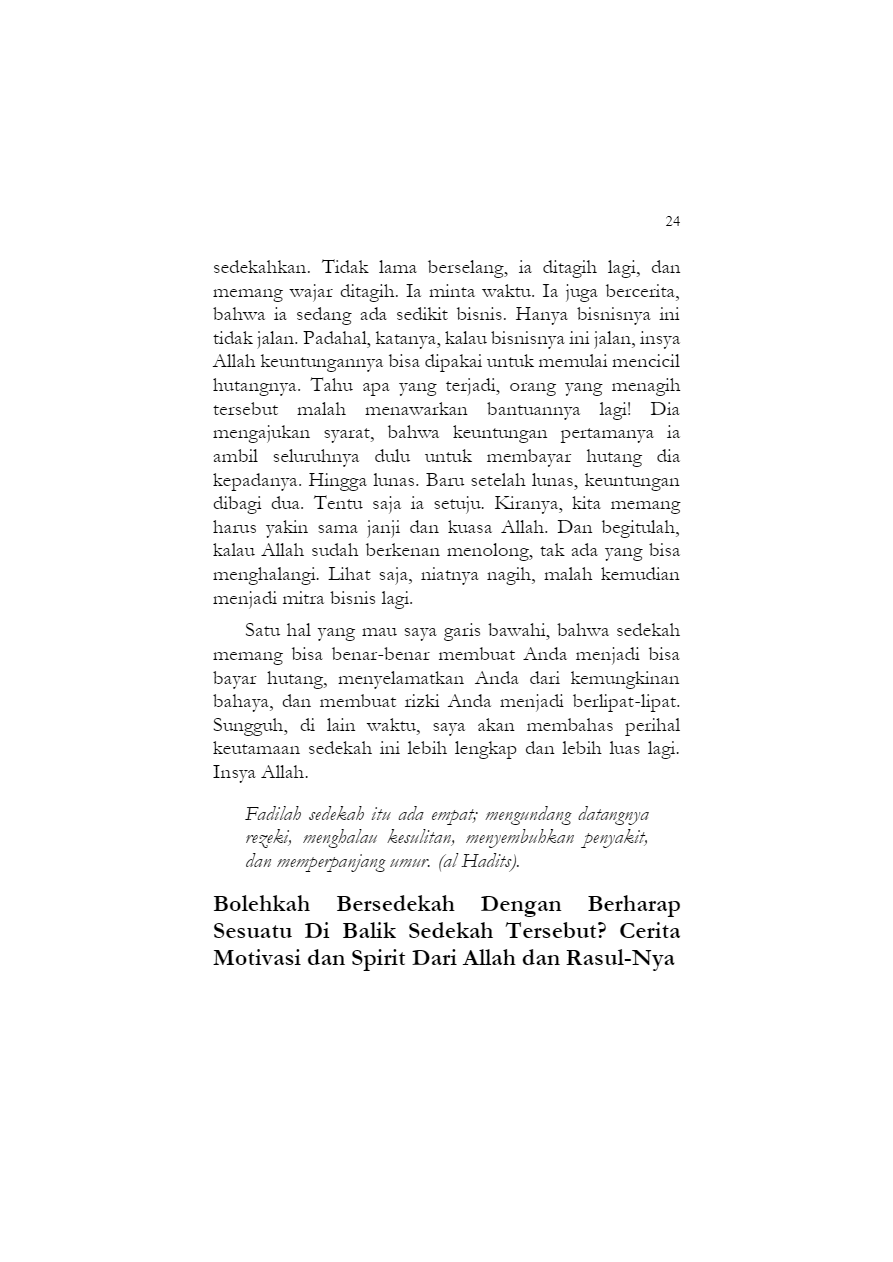 24
sedekahkan. Tidak lama berselang, ia ditagih lagi, dan
memang wajar ditagih. Ia minta waktu. Ia juga bercerita,
bahwa ia sedang ada sedikit bisnis. Hanya bisnisnya ini
tidak jalan. Padahal, katanya, kalau bisnisnya ini jalan, insya
Allah keuntungannya bisa dipakai untuk memulai mencicil
hutangnya. Tahu apa yang terjadi, orang yang menagih
tersebut malah menawarkan bantuannya lagi! Dia
mengajukan syarat, bahwa keuntungan pertamanya ia
ambil seluruhnya dulu untuk membayar hutang dia
kepadanya. Hingga lunas. Baru setelah lunas, keuntungan
dibagi dua. Tentu saja ia setuju. Kiranya, kita memang
harus yakin sama janji dan kuasa Allah. Dan begitulah,
kalau Allah sudah berkenan menolong, tak ada yang bisa
menghalangi. Lihat saja, niatnya nagih, malah kemudian
menjadi mitra bisnis lagi.
Satu hal yang mau saya garis bawahi, bahwa sedekah
memang bisa benar-benar membuat Anda menjadi bisa
bayar hutang, menyelamatkan Anda dari kemungkinan
bahaya, dan membuat rizki Anda menjadi berlipat-lipat.
Sungguh, di lain waktu, saya akan membahas perihal
keutamaan sedekah ini lebih lengkap dan lebih luas lagi.
Insya Allah.
Fadilah sedekah itu ada empat; mengundang datangnya
rezeki, menghalau kesulitan, menyembuhkan penyakit,
dan memperpanjang umur. (al Hadits).
Bolehkah Bersedekah Dengan Berharap
Sesuatu Di Balik Sedekah Tersebut? Cerita
Motivasi dan Spirit Dari Allah dan Rasul-Nya